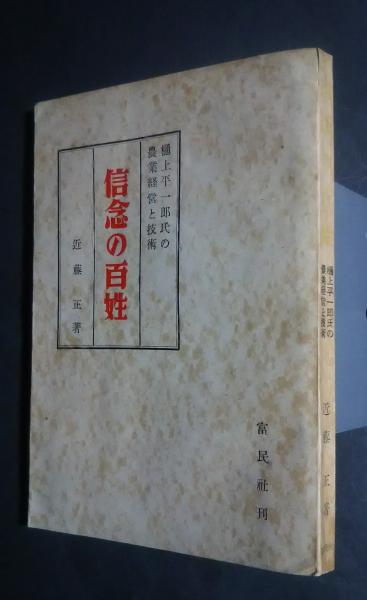 樋上平一郎氏の
農業経営と技術
信念の百姓
近藤正著
富民社刊
樋上平一郎氏の
農業経営と技術
近藤正著